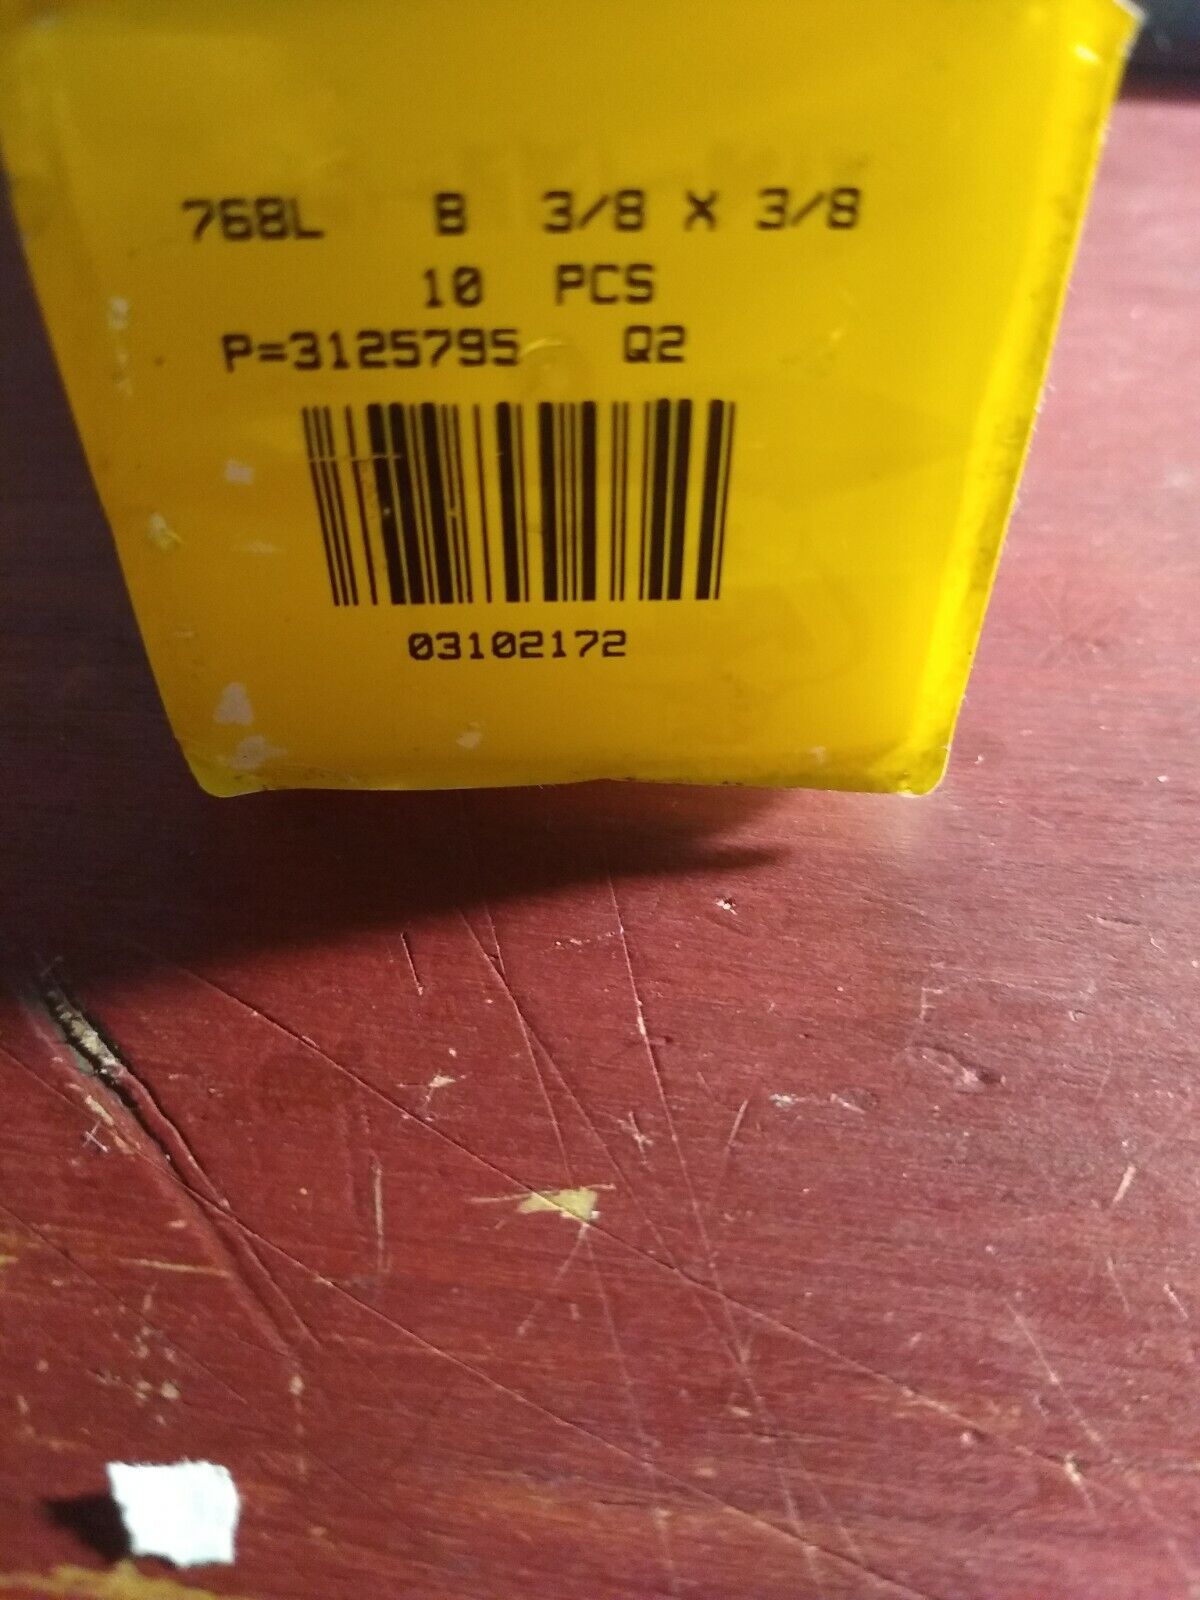 768L B 3/8 X 3/8
10 PCS
P=3125795 Q2
03102172